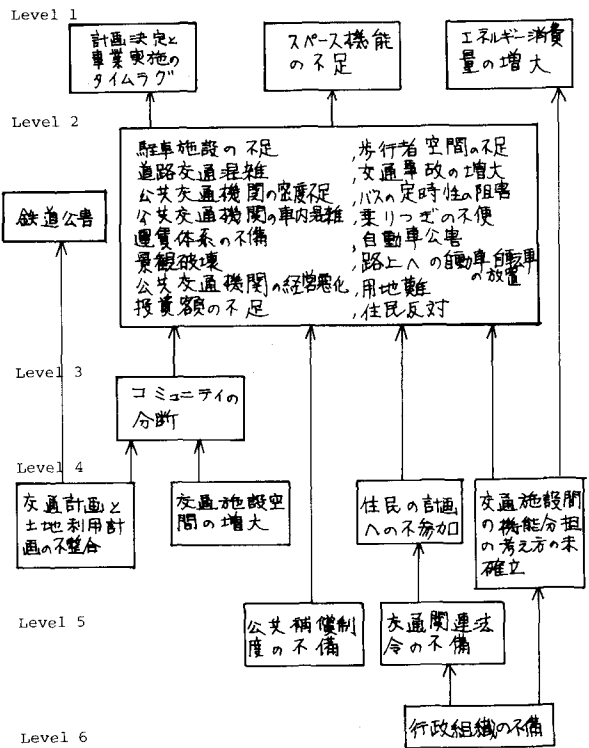 Level 1
計画決定と
事業実施の
タイムラグ
スペース機能
の不足
エネルギー消費
量の増大
Level 2
駐車施設の不足
,歩行者空間の不足
道路交通混雑
,交通事故の増大
公共交通機関の密度不足
,バスの定時性の阻害
公共交通機関の車内混雑
,乗りつぎの不便
運賃体系の不備
,自動車公害
景観破壊
,路上への自動車自転車
の放置
公共交通機関の経営悪化
,用地難
投資額の不足
,住民反対
鉄道公害
Level 3
コミュニティの
分断
Level 4
交通計画と
土地利用計
画の不整合
交通施設空
間の増大
住民の計画
への不参加
交通施設間
の機能分担
の考え方の未
確立
Level 5
公共補償制
度の不備
交通関連法
令の不備
Level 6
行政組織の不備